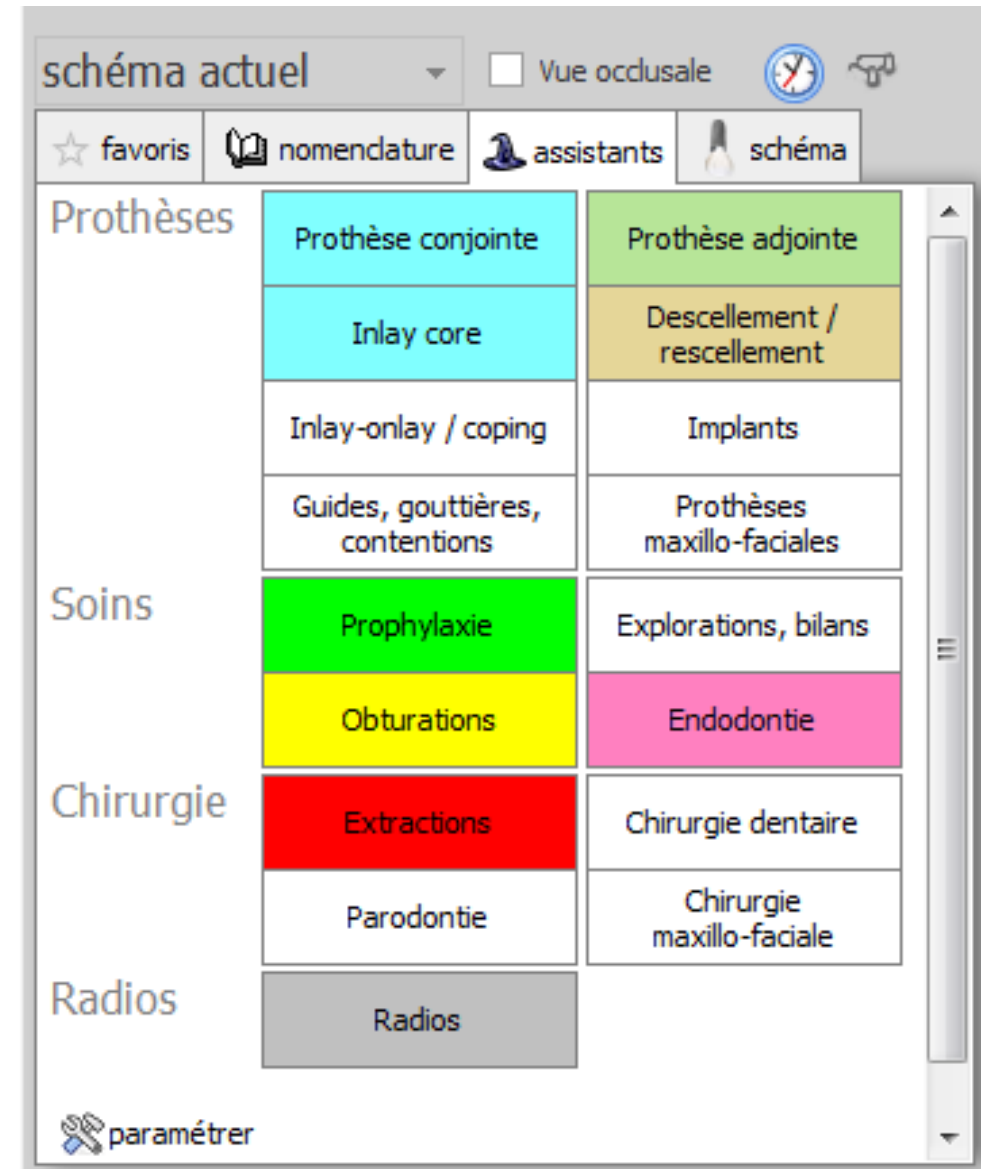 schéma actuel
Vue occlusale
favoris
nomenclature
assistants
schéma
Prothèses
Prothèse conjointe
Prothèse adjointe
Inlay core
Descellement /
rescellement
Inlay-onlay / coping
Implants
Guides, gouttières,
contentions
Prothèses
maxillo-faciales
Soins
Prophylaxie
Explorations, bilans
Obturations
Endodontie
Chirurgie
Extractions
Chirurgie dentaire
Parodontie
Chirurgie
maxillo-faciale
Radios
Radios
paramétrer